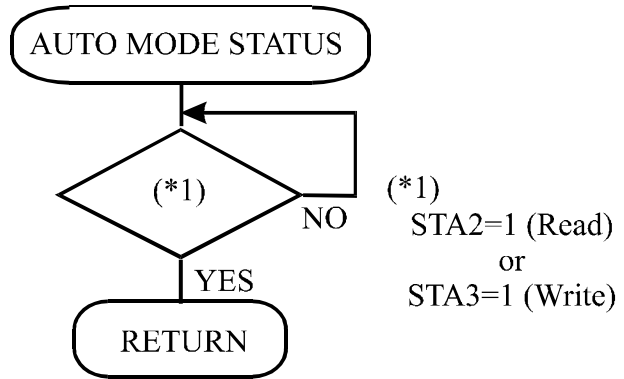 AUTO MODE STATUS
(*1)
NO
YES
RETURN
(*1)
STA2=1 (Read)
or
STA3=1 (Write)